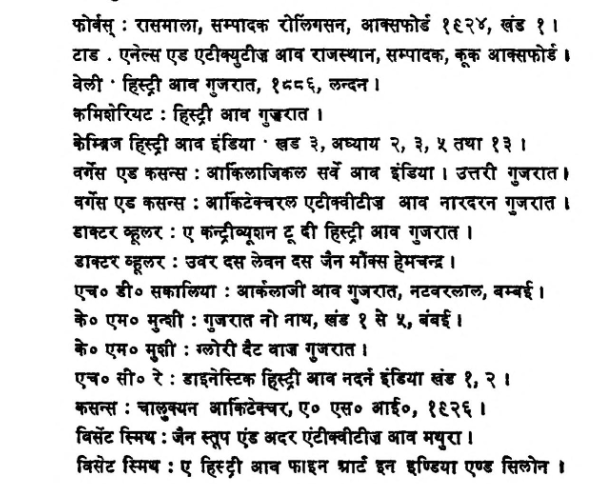 फोर्बस् : रासमाला, सम्पादक रोलिंगसन, आक्सफोर्ड १९२४, खंड १ ।
टाड . एनेल्स एड एटीक्युटीज़ आव राजस्थान, सम्पादक, कूक आक्सफोर्ड ।
वेली · हिस्ट्री आव गुजरात, १८८६, लन्दन ।
कमिशेरियट : हिस्ट्री आव गुजरात ।
केम्ब्रिज हिस्ट्री आव इंडिया · खड ३, अध्याय २, ३, ५ तथा १३ ।
वर्गेस एड कसन्स : आर्किलाजिकल सर्वे आव इंडिया । उत्तरी गुजरात ।
वर्गेस एड कसन्स : आर्किटेक्चरल एटीक्वीटीज़ आव नारदरन गुजरात ।
डाक्टर व्हूलर : ए कन्ट्रीव्यूशन टू दी हिस्ट्री आव गुजरात ।
डाक्टर व्हूलर : उवर दस लेवन दस जैन मौंक्स हेमचन्द्र ।
एच० डी० सकालिया : आर्कलाजी आव गुजरात, नटवरलाल, बम्बई ।
के० एम० मुन्शी : गुजरात नो नाथ, खंड १ से ५, बंवई ।
के० एम० मुशी : ग्लोरी दैट वाज गुजरात ।
एच० सी० रे : डाइनेस्टिक हिस्ट्री आव नदर्न इंडिया खंड १, २ ।
कसन्स : चालुक्यन आर्किटेक्चर, ए० एस० आई०, १९२६ ।
विसेंट स्मिथ : जैन स्तूप एंड अदर एंटीक्वीटीज आव मथुरा ।
विसेट स्मिथ : ए हिस्ट्री आव फाइन आर्ट इन इण्डिया एण्ड सिलोन ।